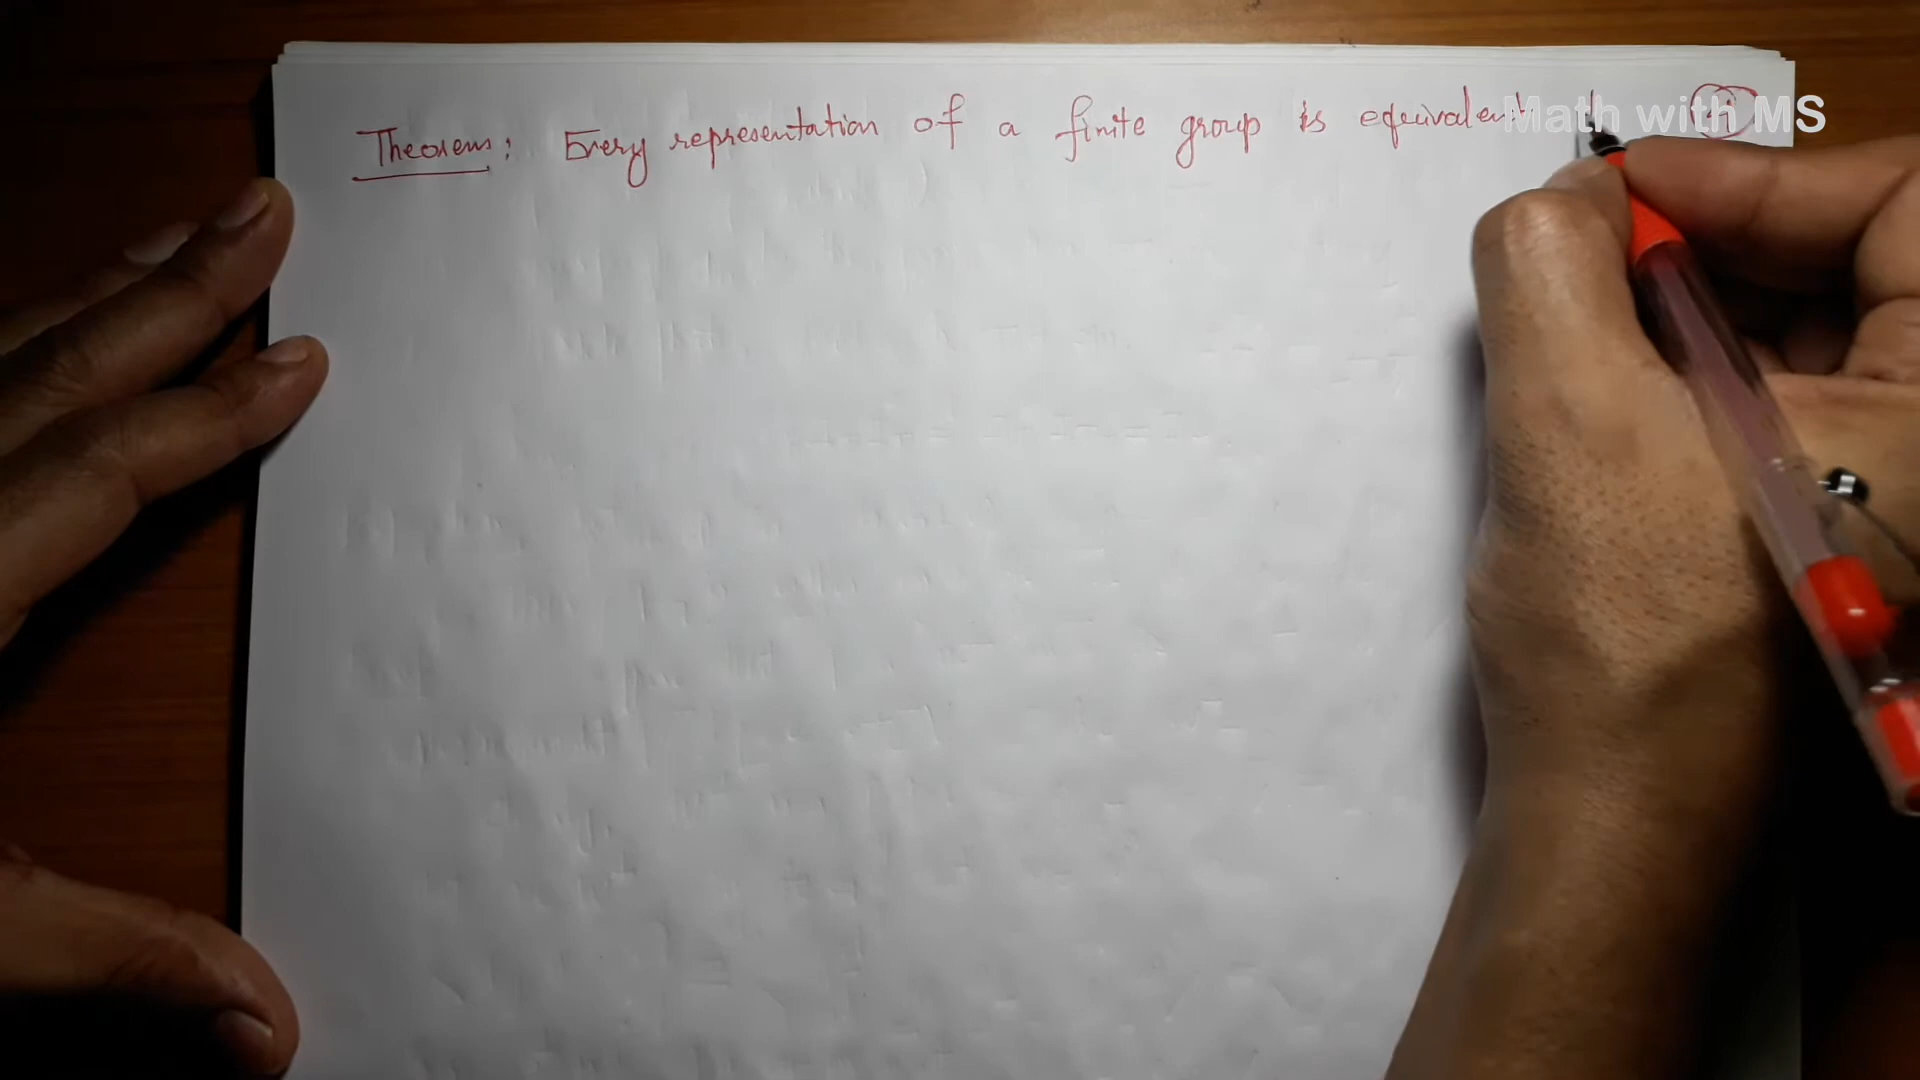 Theorem: Every representation of a finite group is equivalent
Math with MS